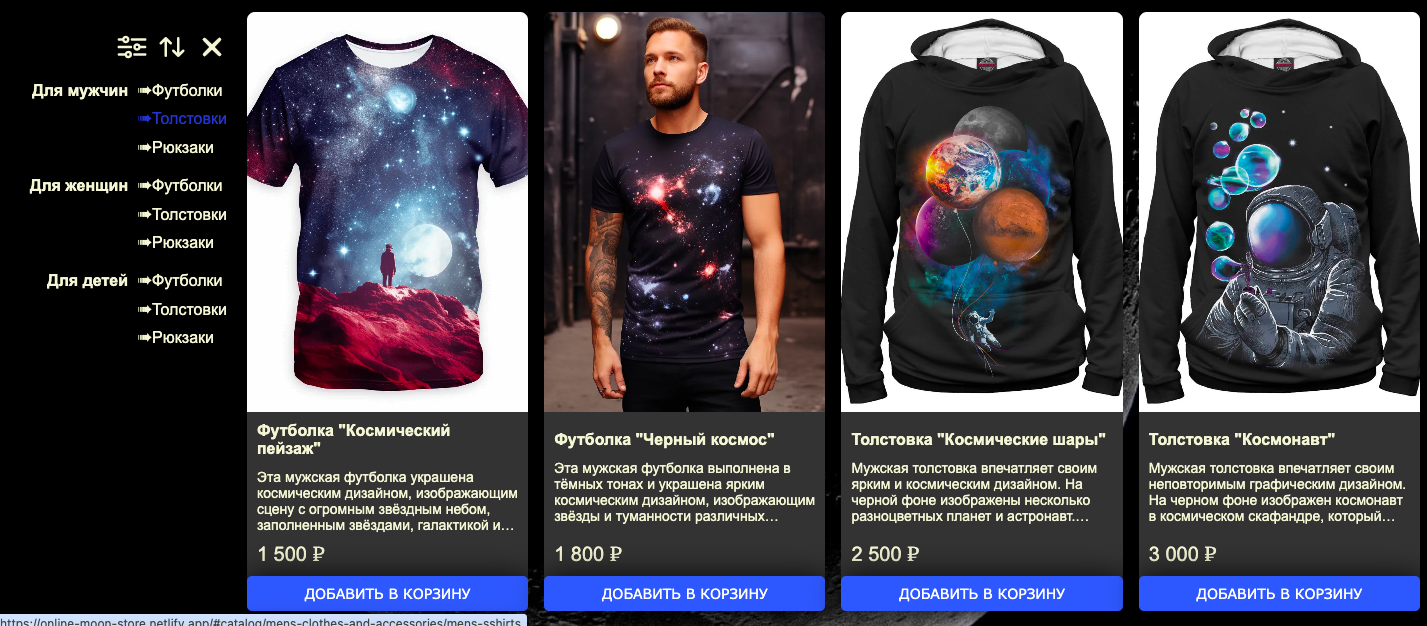 Для мужчин ➠Футболки
➠Толстовки
➠Рюкзаки
Для женщин ➠Футболки
➠Толстовки
➠Рюкзаки
Для детей ➠Футболки
➠Толстовки
➠Рюкзаки
Футболка "Космический
пейзаж"
Эта мужская футболка украшена
космическим дизайном, изображающим
сцену с огромным звёздным небом,
заполненным звёздами, галактикой и…
1 500 ₽
ДОБАВИТЬ В КОРЗИНУ
Футболка "Черный космос"
Эта мужская футболка выполнена в
тёмных тонах и украшена ярким
космическим дизайном, изображающим
звёзды и туманности различных…
1 800 ₽
ДОБАВИТЬ В КОРЗИНУ
Толстовка "Космические шары"
Мужская толстовка впечатляет своим
ярким и космическим дизайном. На
черной фоне изображены несколько
разноцветных планет и астронавт.…
2 500 ₽
ДОБАВИТЬ В КОРЗИНУ
Толстовка "Космонавт"
Мужская толстовка впечатляет своим
неповторимым графическим дизайном.
На черном фоне изображен космонавт
в космическом скафандре, который…
3 000 ₽
ДОБАВИТЬ В КОРЗИНУ
https://online-moon-store.netlify.app/#catalog/mens-clothes-and-accessories/mens-sshirts